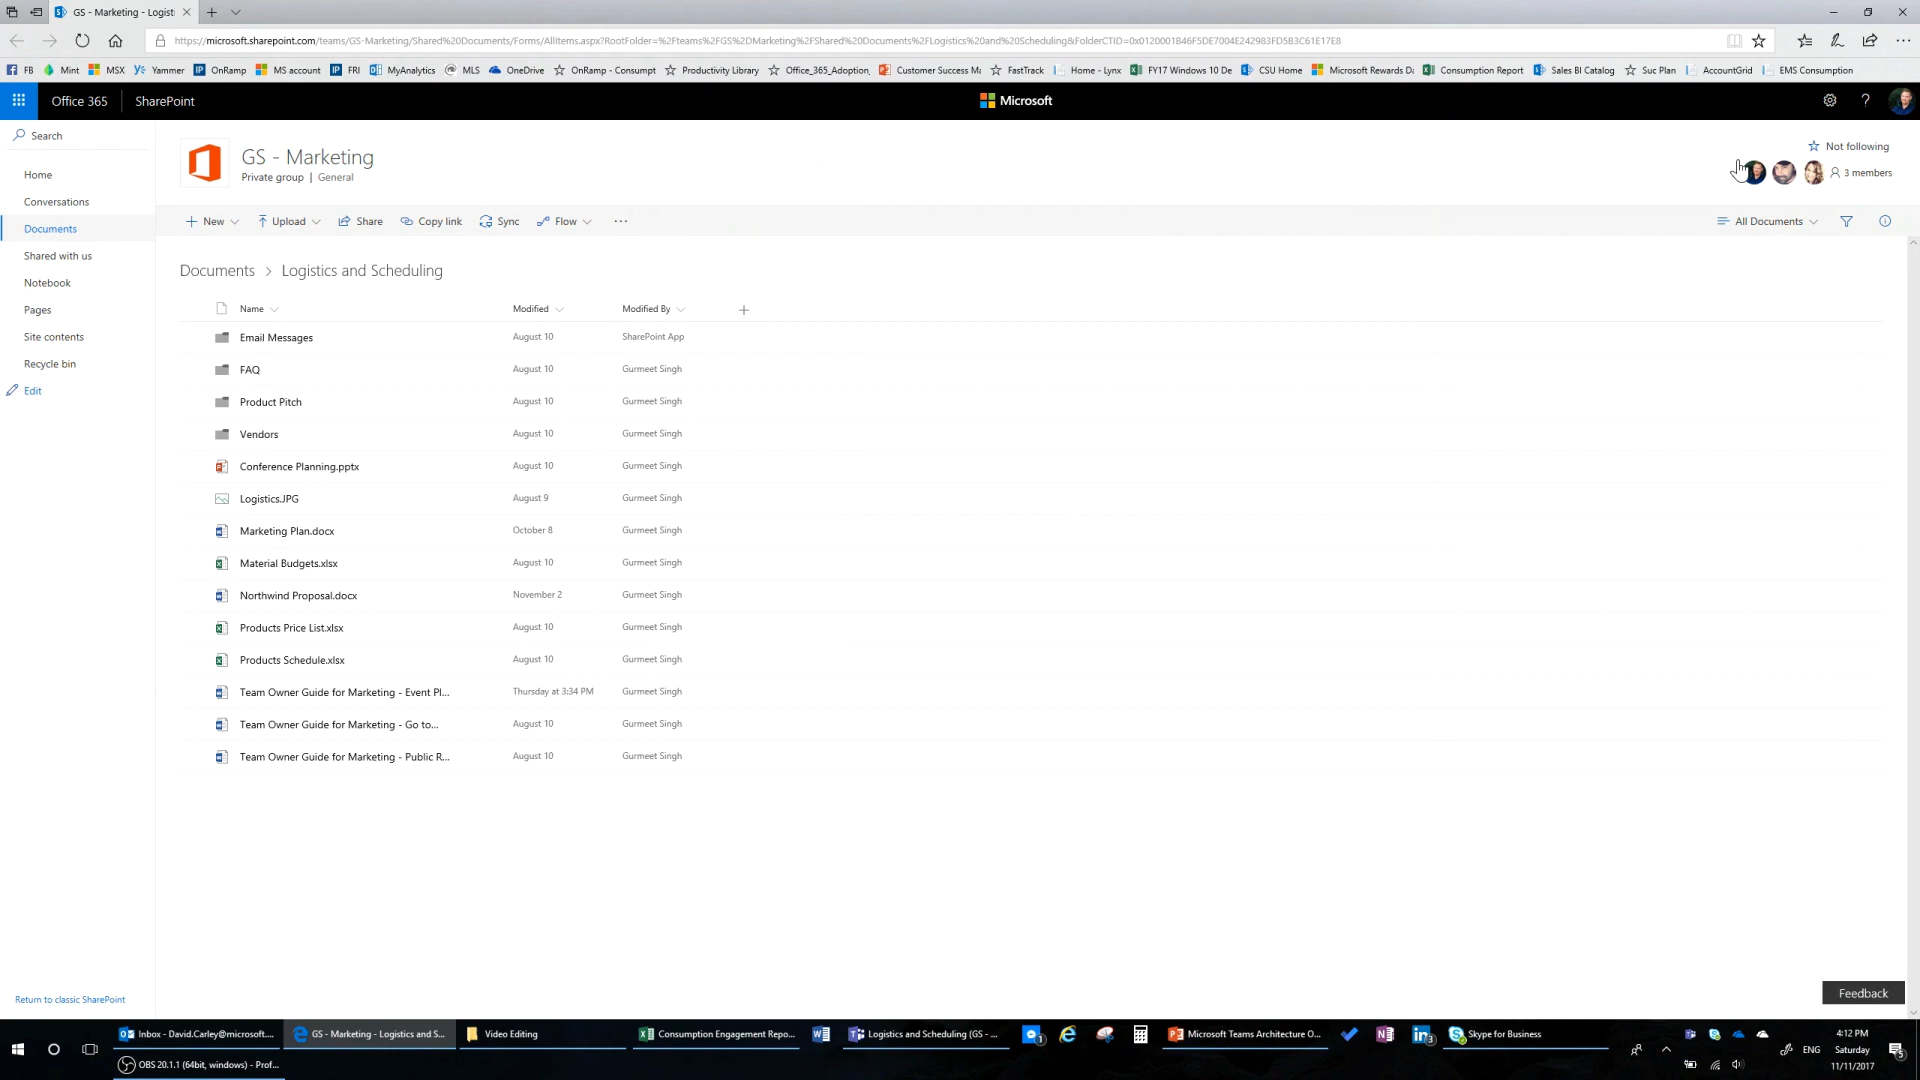 GS - Marketing - Logisti
https://microsoft.sharepoint.com/teams/GS-Marketing/Shared%20Documents/Forms/AllItems.aspx?RootFolder=%2Fteams%2FGS%2DMarketing%2FShared%20Documents%2FLogistics%20and%20Scheduling&FolderCTID=0x0120001B46F5DE7004E242983FD5B3C61E17E8
FB Mint MSX Yammer OnRamp MS account FRI MyAnalytics MLS OneDrive OnRamp - Consumpt Productivity Library Office_365_Adoption_ Customer Success Ma FastTrack Home - Lynx FY17 Windows 10 De CSU Home Microsoft Rewards Da Consumption Report Sales BI Catalog Suc Plan AccountGrid EMS Consumption
Office 365 SharePoint Microsoft ?
Search
Home
Conversations
Documents
Shared with us
Notebook
Pages
Site contents
Recycle bin
Edit
GS - Marketing
Private group | General
Not following
3 members
New Upload Share Copy link Sync Flow ··· All Documents
Documents > Logistics and Scheduling
Name Modified Modified By
Email Messages August 10 SharePoint App
FAQ August 10 Gurmeet Singh
Product Pitch August 10 Gurmeet Singh
Vendors August 10 Gurmeet Singh
Conference Planning.pptx August 10 Gurmeet Singh
Logistics.JPG August 9 Gurmeet Singh
Marketing Plan.docx October 8 Gurmeet Singh
Material Budgets.xlsx August 10 Gurmeet Singh
Northwind Proposal.docx November 2 Gurmeet Singh
Products Price List.xlsx August 10 Gurmeet Singh
Products Schedule.xlsx August 10 Gurmeet Singh
Team Owner Guide for Marketing - Event Pl... Thursday at 3:34 PM Gurmeet Singh
Team Owner Guide for Marketing - Go to... August 10 Gurmeet Singh
Team Owner Guide for Marketing - Public R... August 10 Gurmeet Singh
Return to classic SharePoint
Feedback
Inbox - David.Carley@microsoft.... GS - Marketing - Logistics and S... Video Editing Consumption Engagement Repo... Logistics and Scheduling (GS - ... 1 Microsoft Teams Architecture O... 3 Skype for Business
OBS 20.1.1 (64bit, windows) - Prof...
ENG
4:12 PM
Saturday
11/11/2017
5